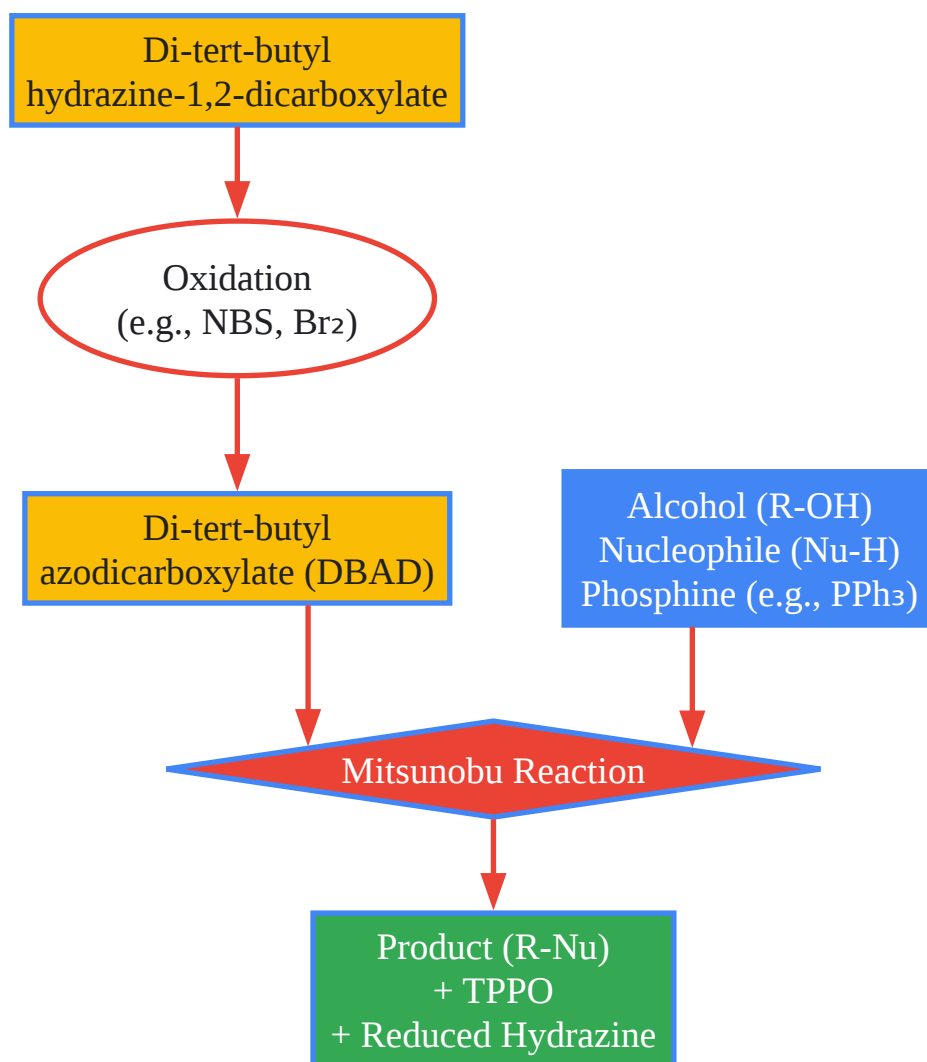 Di-tert-butyl
hydrazine-1,2-dicarboxylate
Oxidation
(e.g., NBS, Br₂)
Di-tert-butyl
azodicarboxylate (DBAD)
Alcohol (R-OH)
Nucleophile (Nu-H)
Phosphine (e.g., PPh₃)
Mitsunobu Reaction
Product (R-Nu)
+ TPPO
+ Reduced Hydrazine